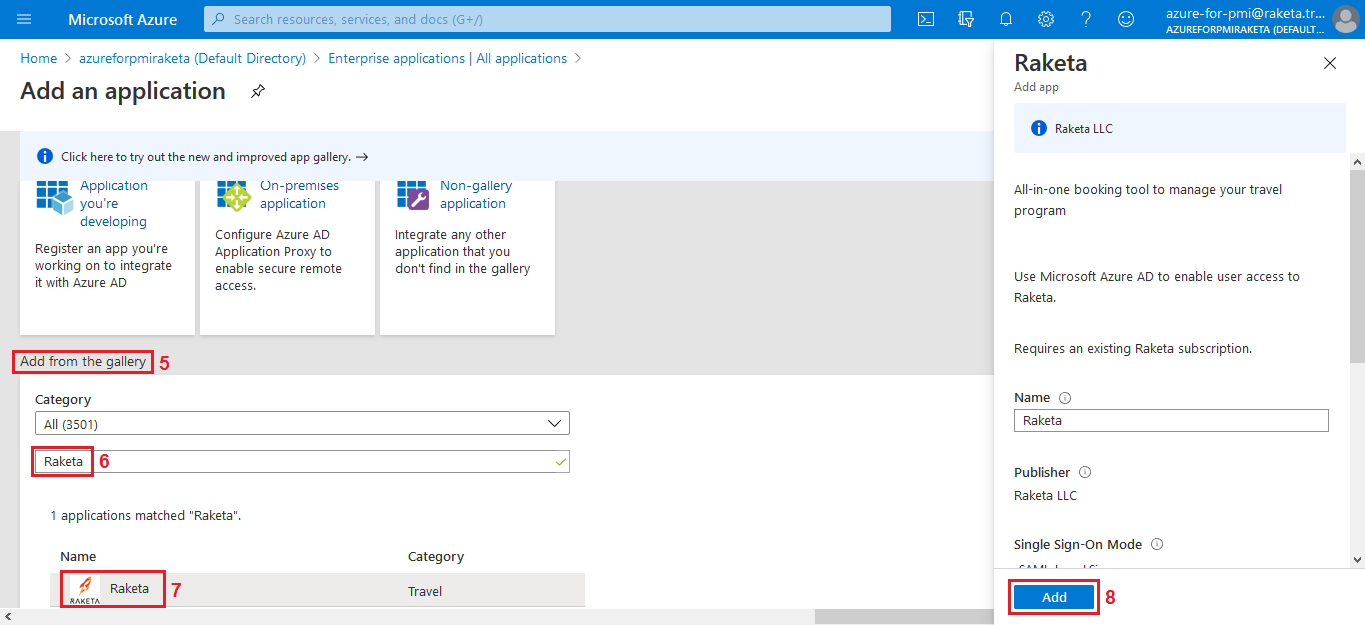 Microsoft Azure
Search resources, services, and docs (G+/)
azure-for-pmi@raketa.tr...
AZUREFORPMIRAKETA (DEFAULT...
Home > azureforpmiraketa (Default Directory) > Enterprise applications | All applications >
Add an application
Click here to try out the new and improved app gallery. →
Application
you're
developing
Register an app you're
working on to integrate
it with Azure AD
On-premises
application
Configure Azure AD
Application Proxy to
enable secure remote
access.
Non-gallery
application
Integrate any other
application that you
don't find in the gallery
Add from the gallery 5
Category
All (3501)
Raketa 6
1 applications matched "Raketa".
Name Category
RAKETA Raketa 7 Travel
Raketa
Add app
Raketa LLC
All-in-one booking tool to manage your travel
program
Use Microsoft Azure AD to enable user access to
Raketa.
Requires an existing Raketa subscription.
Name
Raketa
Publisher
Raketa LLC
Single Sign-On Mode
Add 8